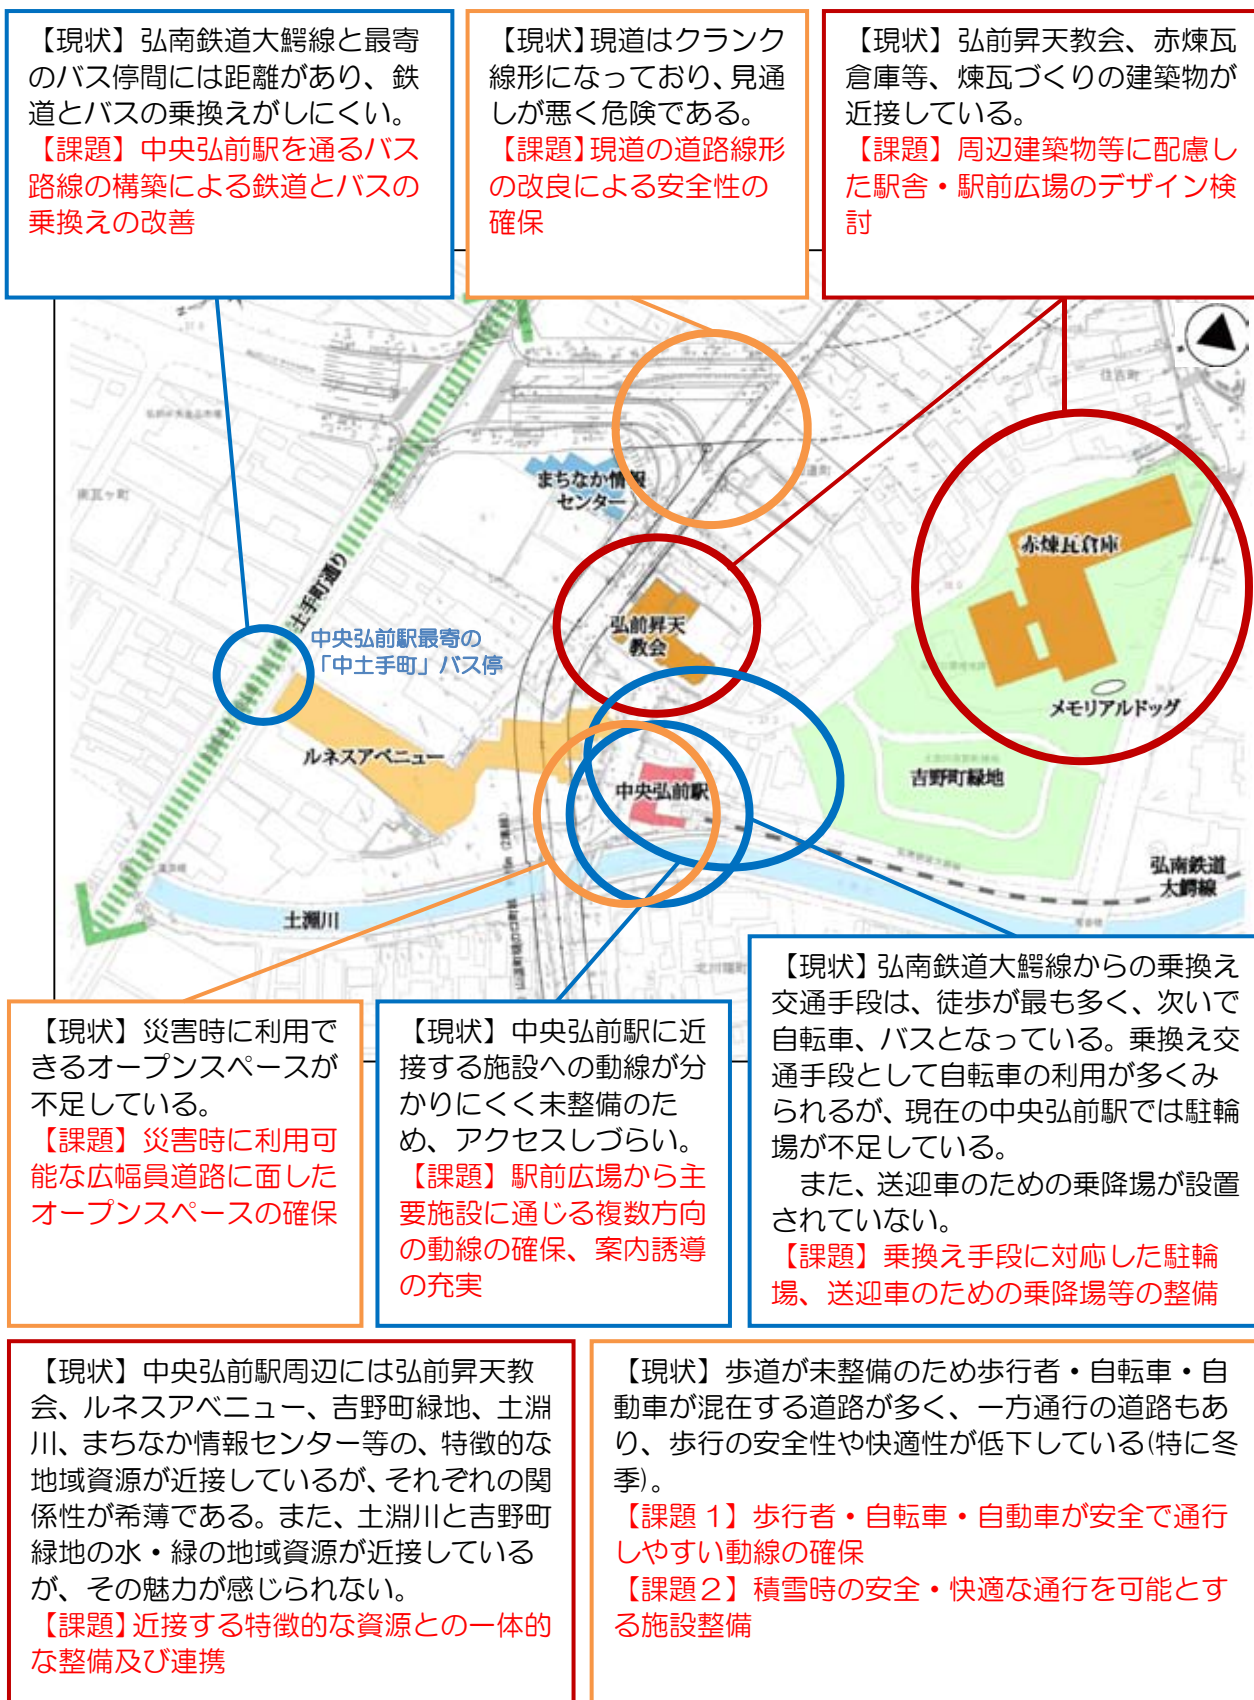 【現状】弘南鉄道大鰐線と最寄
のバス停間には距離があり、鉄
道とバスの乗換えがしにくい。
【課題】中央弘前駅を通るバス
路線の構築による鉄道とバスの
乗換えの改善
【現状】現道はクランク
線形になっており、見通
しが悪く危険である。
【課題】現道の道路線形
の改良による安全性の
確保
【現状】弘前昇天教会、赤煉瓦
倉庫等、煉瓦づくりの建築物が
近接している。
【課題】周辺建築物等に配慮し
た駅舎・駅前広場のデザイン検
討
住吉町
まちなか情報
センター
赤煉瓦倉庫
土手町通り
弘前昇天
教会
中央弘前駅最寄の
「中土手町」バス停
メモリアルドッグ
ルネスアベニュー
中央弘前駅
吉野町緑地
弘南鉄道
大鰐線
土淵川
【現状】災害時に利用で
きるオープンスペースが
不足している。
【課題】災害時に利用可
能な広幅員道路に面した
オープンスペースの確保
【現状】中央弘前駅に近
接する施設への動線が分
かりにくく未整備のた
め、アクセスしづらい。
【課題】駅前広場から主
要施設に通じる複数方向
の動線の確保、案内誘導
の充実
【現状】弘南鉄道大鰐線からの乗換え
交通手段は、徒歩が最も多く、次いで
自転車、バスとなっている。乗換え交
通手段として自転車の利用が多くみ
られるが、現在の中央弘前駅では駐輪
場が不足している。
また、送迎車のための乗降場が設置
されていない。
【課題】乗換え手段に対応した駐輪
場、送迎車のための乗降場等の整備
【現状】中央弘前駅周辺には弘前昇天教
会、ルネスアベニュー、吉野町緑地、土淵
川、まちなか情報センター等の、特徴的な
地域資源が近接しているが、それぞれの関
係性が希薄である。また、土淵川と吉野町
緑地の水・緑の地域資源が近接している
が、その魅力が感じられない。
【課題】近接する特徴的な資源との一体的
な整備及び連携
【現状】歩道が未整備のため歩行者・自転車・自
動車が混在する道路が多く、一方通行の道路もあ
り、歩行の安全性や快適性が低下している(特に冬
季)。
【課題１】歩行者・自転車・自動車が安全で通行
しやすい動線の確保
【課題２】積雪時の安全・快適な通行を可能とす
る施設整備